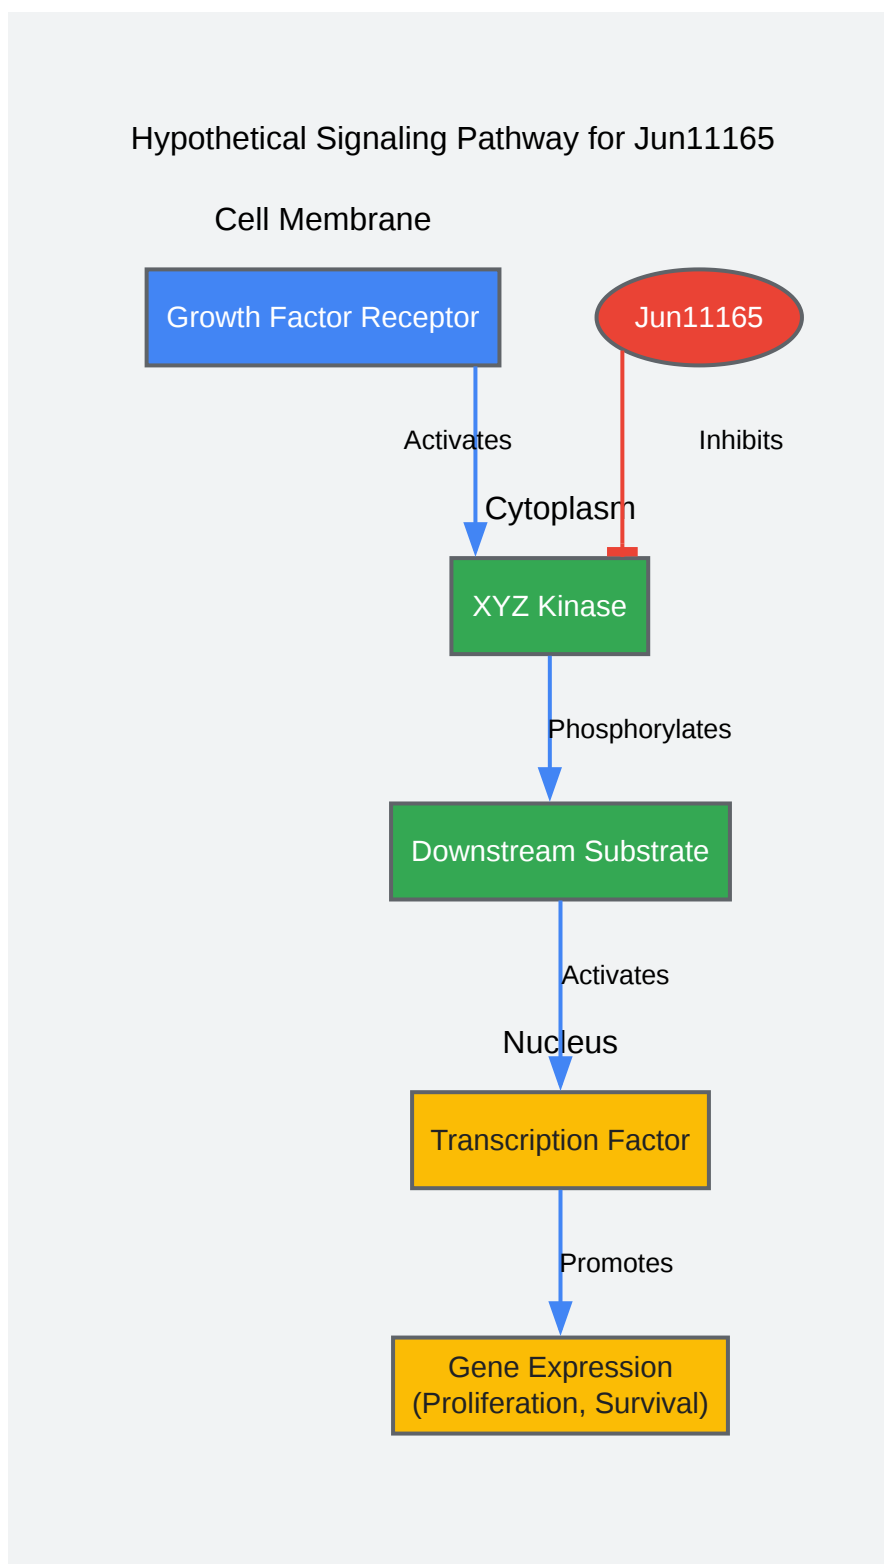 Hypothetical Signaling Pathway for Jun11165
Cell Membrane
Growth Factor Receptor
Jun11165
Activates
Inhibits
Cytoplasm
XYZ Kinase
Phosphorylates
Downstream Substrate
Activates
Nucleus
Transcription Factor
Promotes
Gene Expression
(Proliferation, Survival)